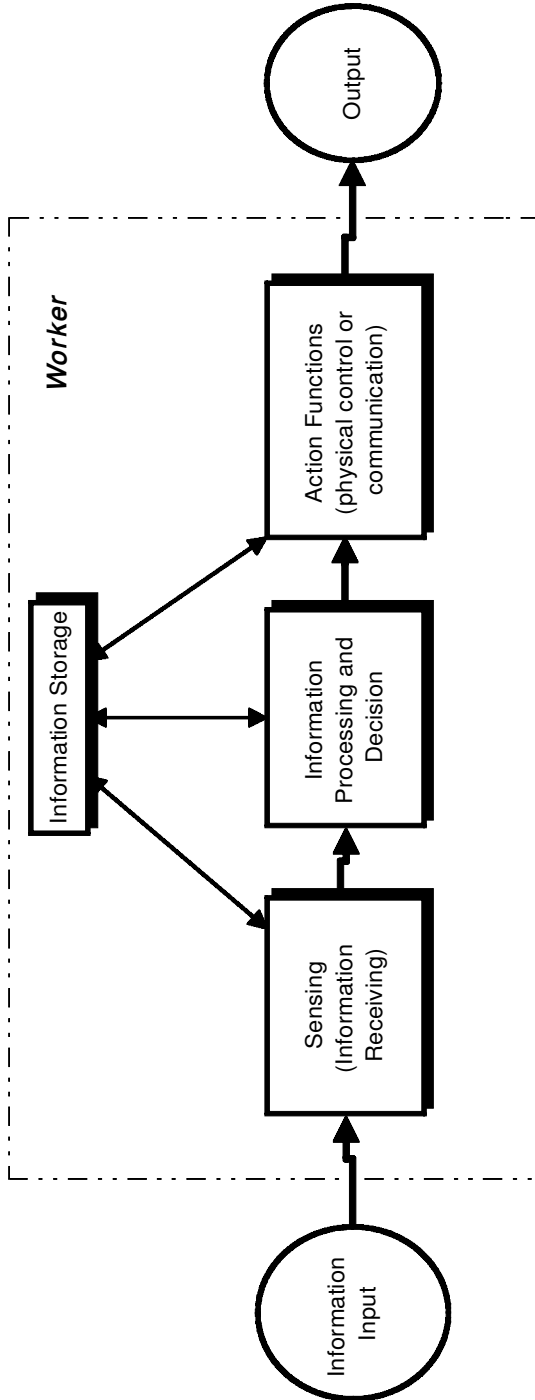 Worker
Information Storage
Information
Input
Sensing
(Information
Receiving)
Information
Processing and
Decision
Action Functions
(physical control or
communication)
Output